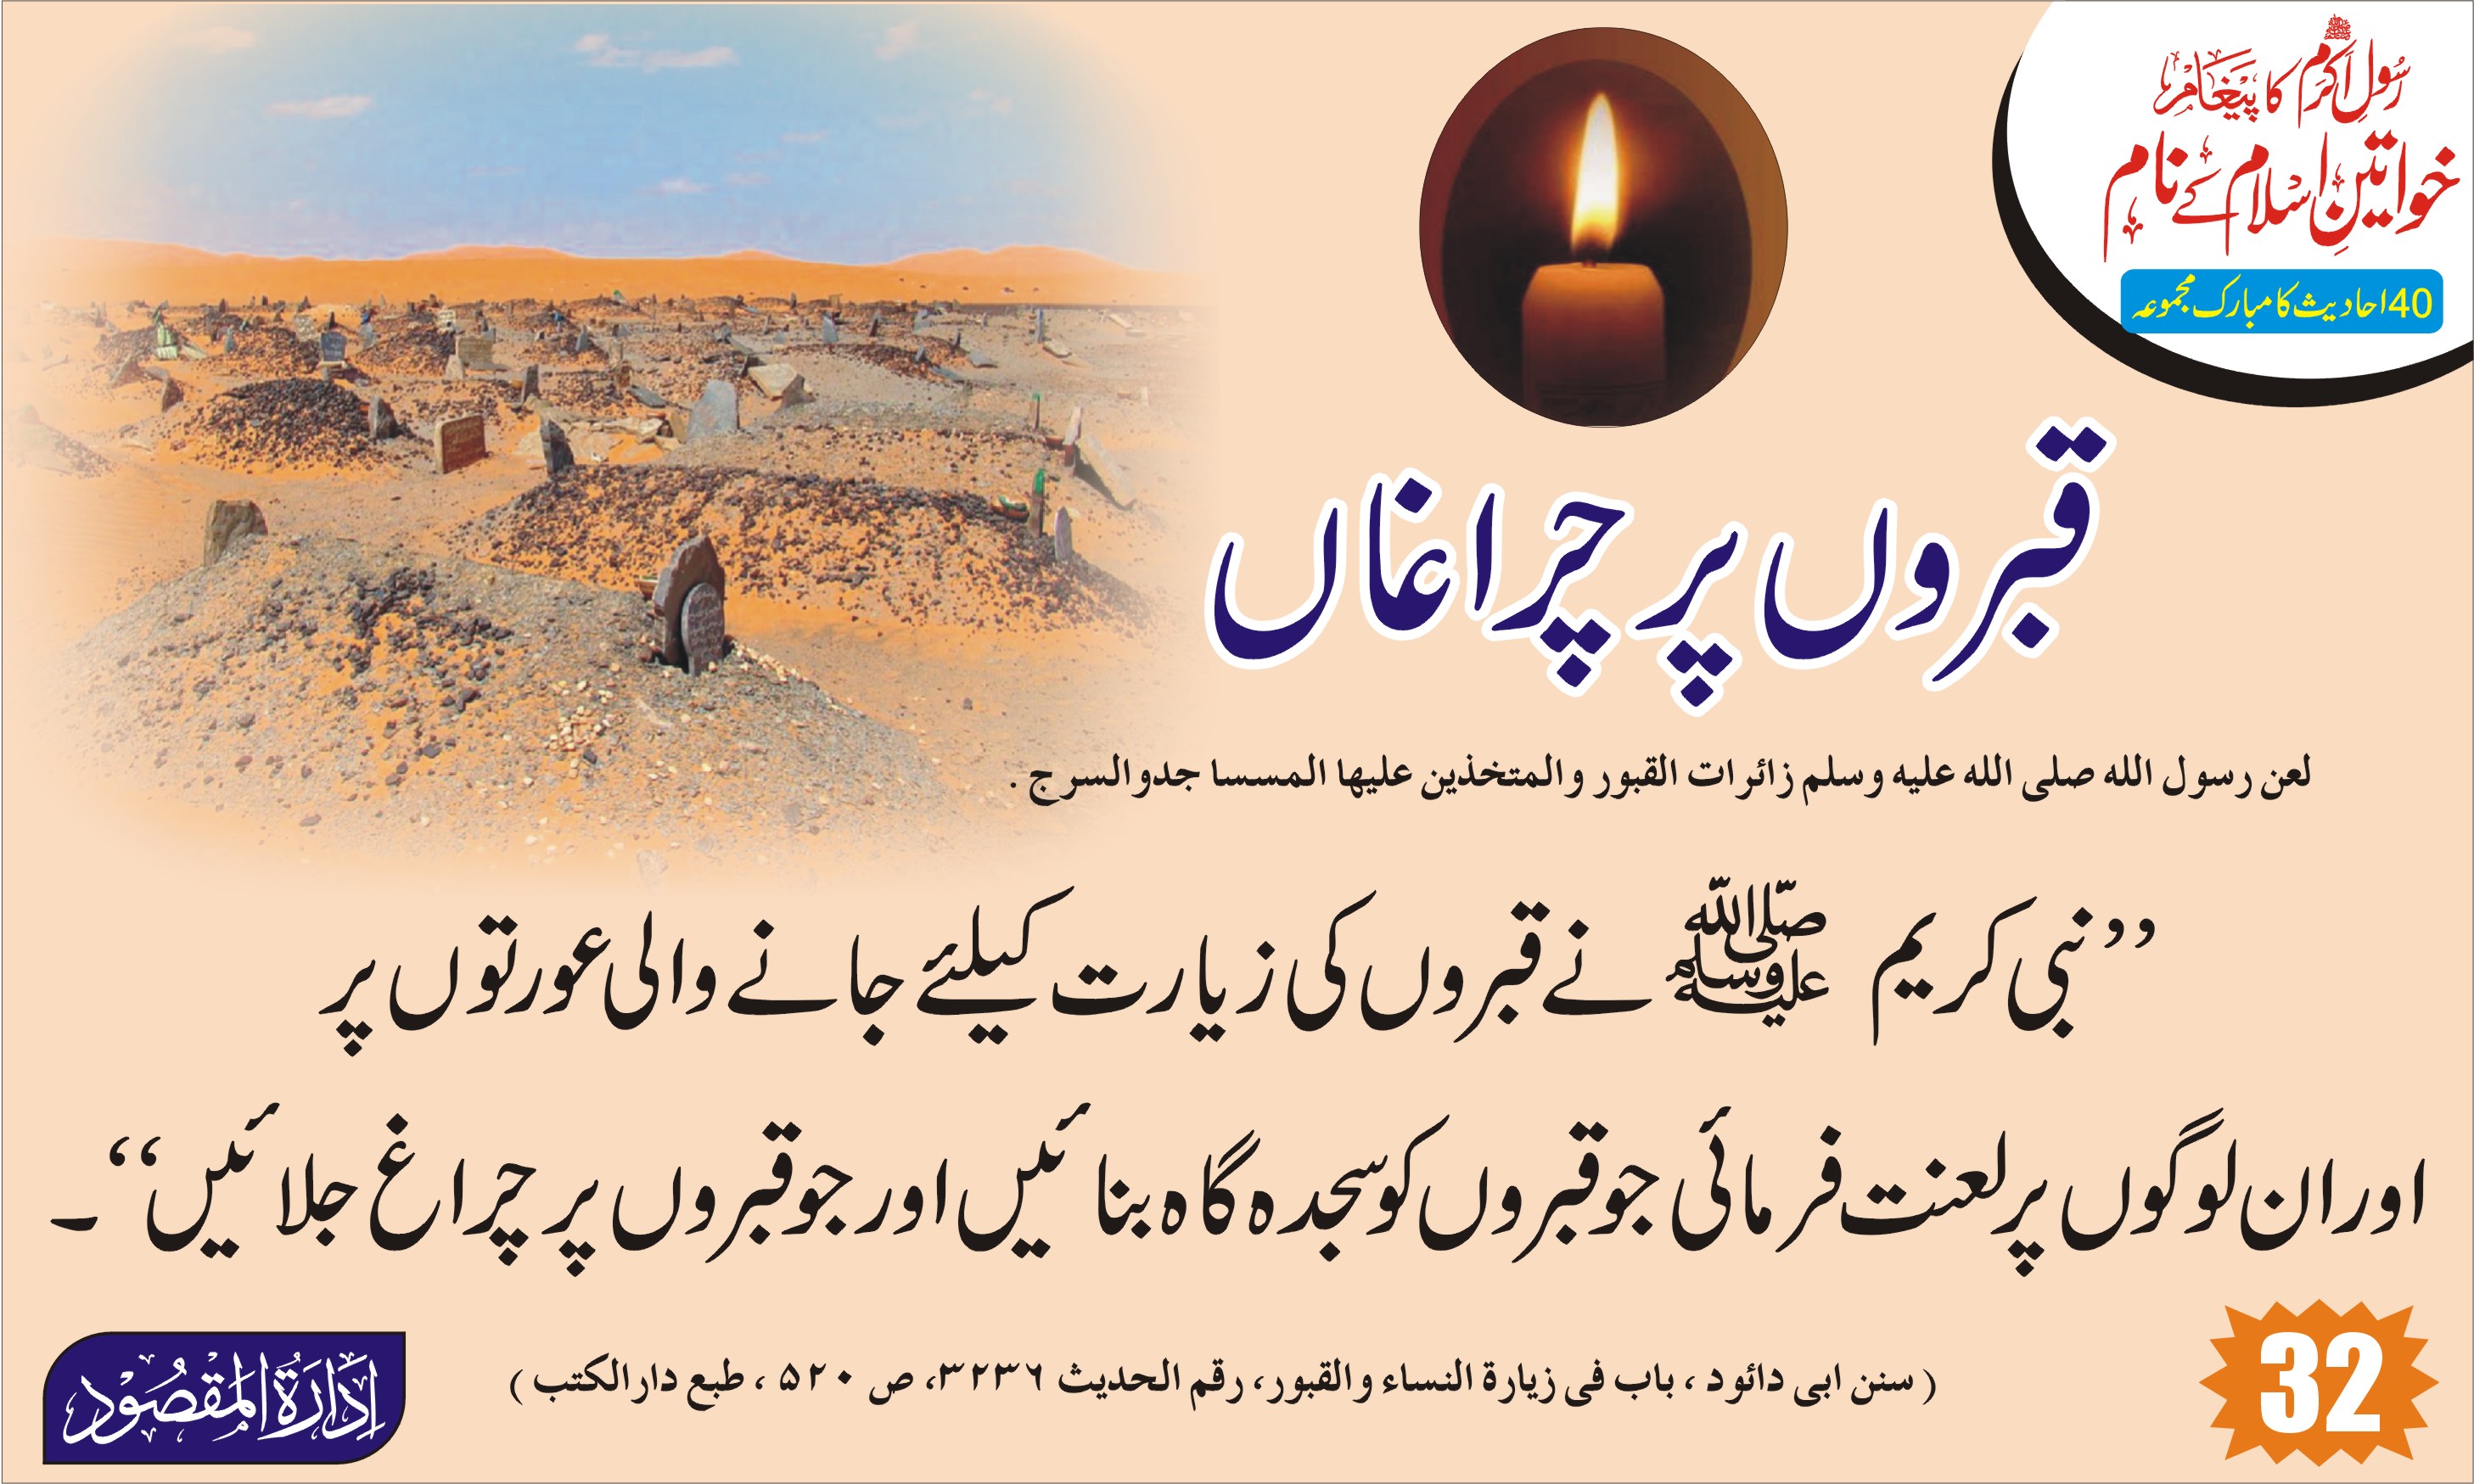 رسولِ اکرم ﷺ کا پیغام
خواتینِ اسلام کے نام
40 احادیث کا مبارک مجموعہ
قبروں پر چراغاں
لعن رسول الله صلى الله عليه وسلم زائرات القبور والمتخذين عليها المسسا جدوالسرج .
”نبی کریم ﷺ نے قبروں کی زیارت کیلئے جانے والی عورتوں پر
اور ان لوگوں پر لعنت فرمائی جو قبروں کو سجدہ گاہ بنائیں اور جو قبروں پر چراغ جلائیں“۔
( سنن ابی دائود ، باب فی زیارۃ النساء والقبور، رقم الحدیث ۳۲۳۶، ص ۵۲۰ ، طبع دارالکتب )
32
اِدَارَۃُ الْمَقْصُوْد